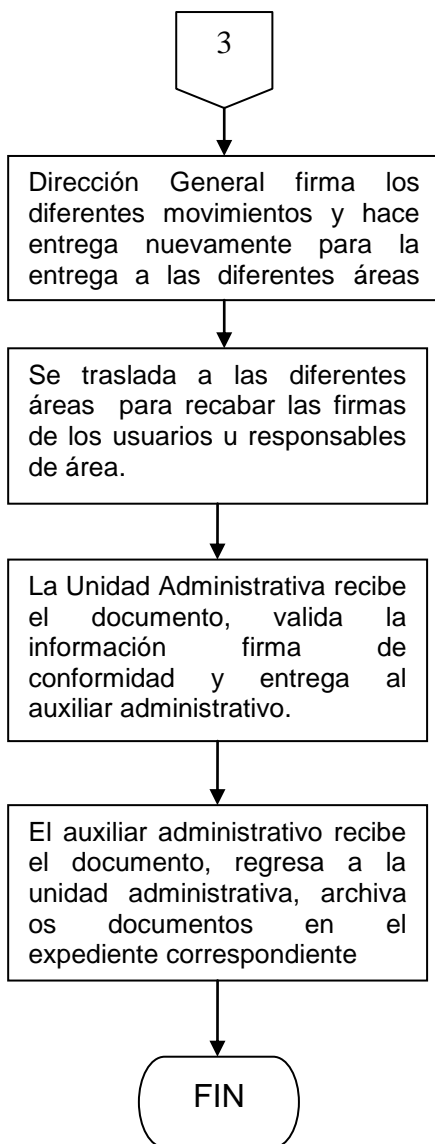 3
Dirección General firma los
diferentes movimientos y hace
entrega nuevamente para la
entrega a las diferentes áreas
Se traslada a las diferentes
áreas para recabar las firmas
de los usuarios u responsables
de área.
La Unidad Administrativa recibe
el documento, valida la
información firma de
conformidad y entrega al
auxiliar administrativo.
El auxiliar administrativo recibe
el documento, regresa a la
unidad administrativa, archiva
os documentos en el
expediente correspondiente
FIN